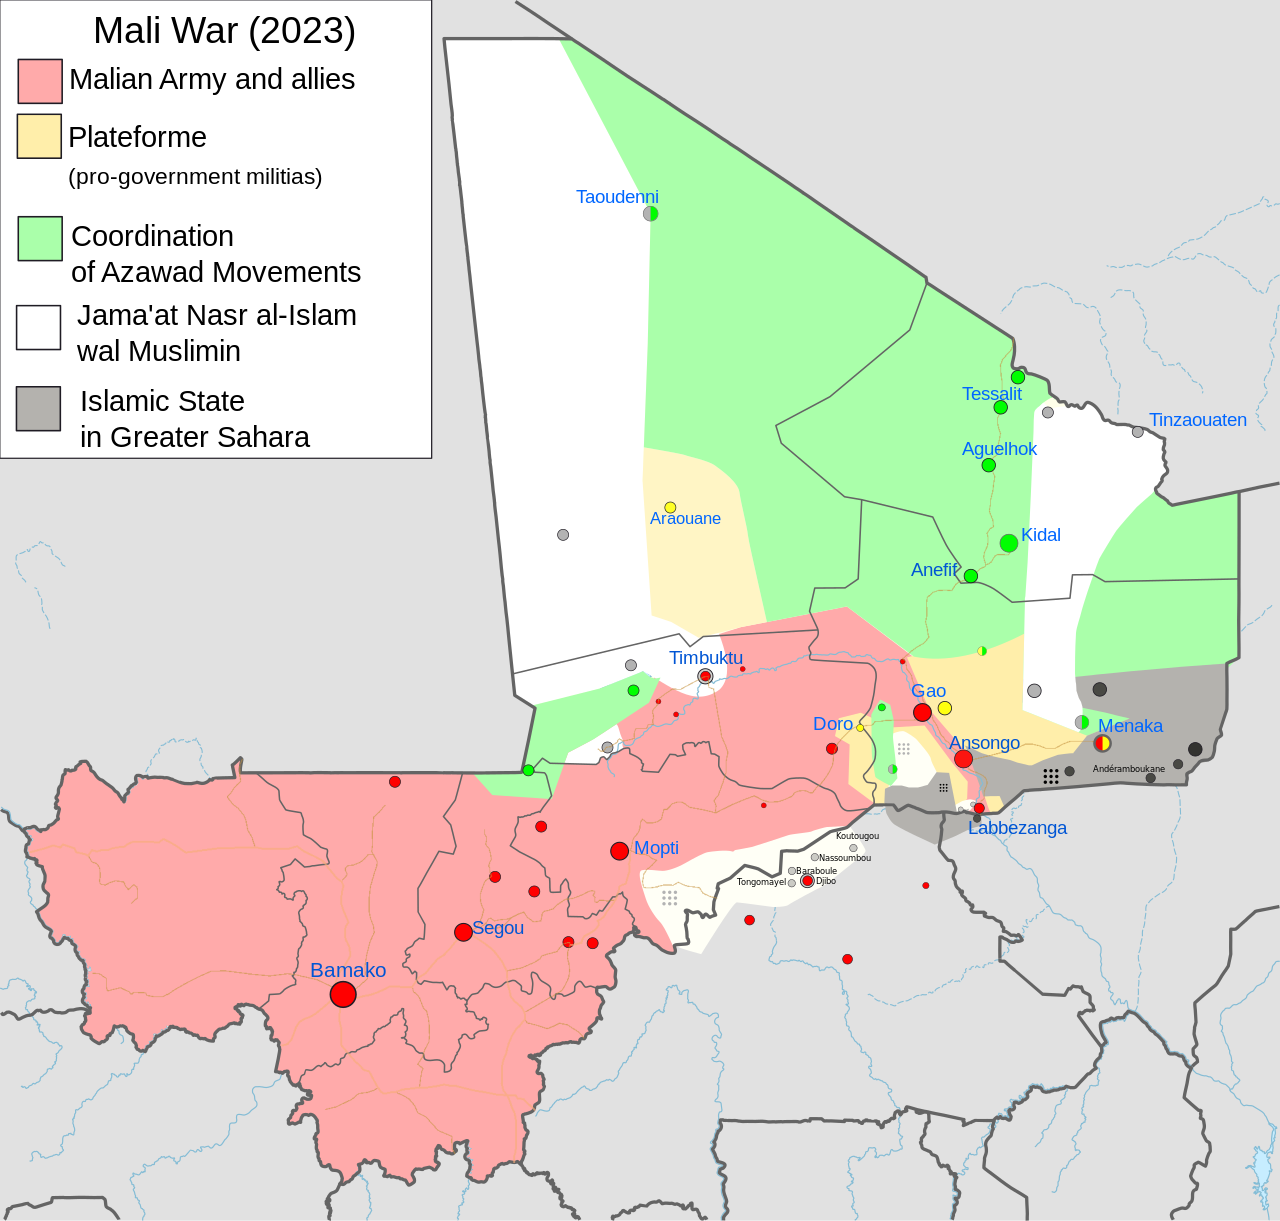 Mali War (2023)
Malian Army and allies
Plateforme
(pro-government militias)
Coordination
of Azawad Movements
Jama'at Nasr al-Islam
wal Muslimin
Islamic State
in Greater Sahara
Taoudenni
Tessalit
Tinzaouaten
Aguelhok
Araouane
Kidal
Anefif
Timbuktu
Gao
Doro
Menaka
Ansongo
Andéramboukane
Labbezanga
Koutougou
Mopti
Nassoumbou
Baraboule
Tongomayel
Djibo
Segou
Bamako